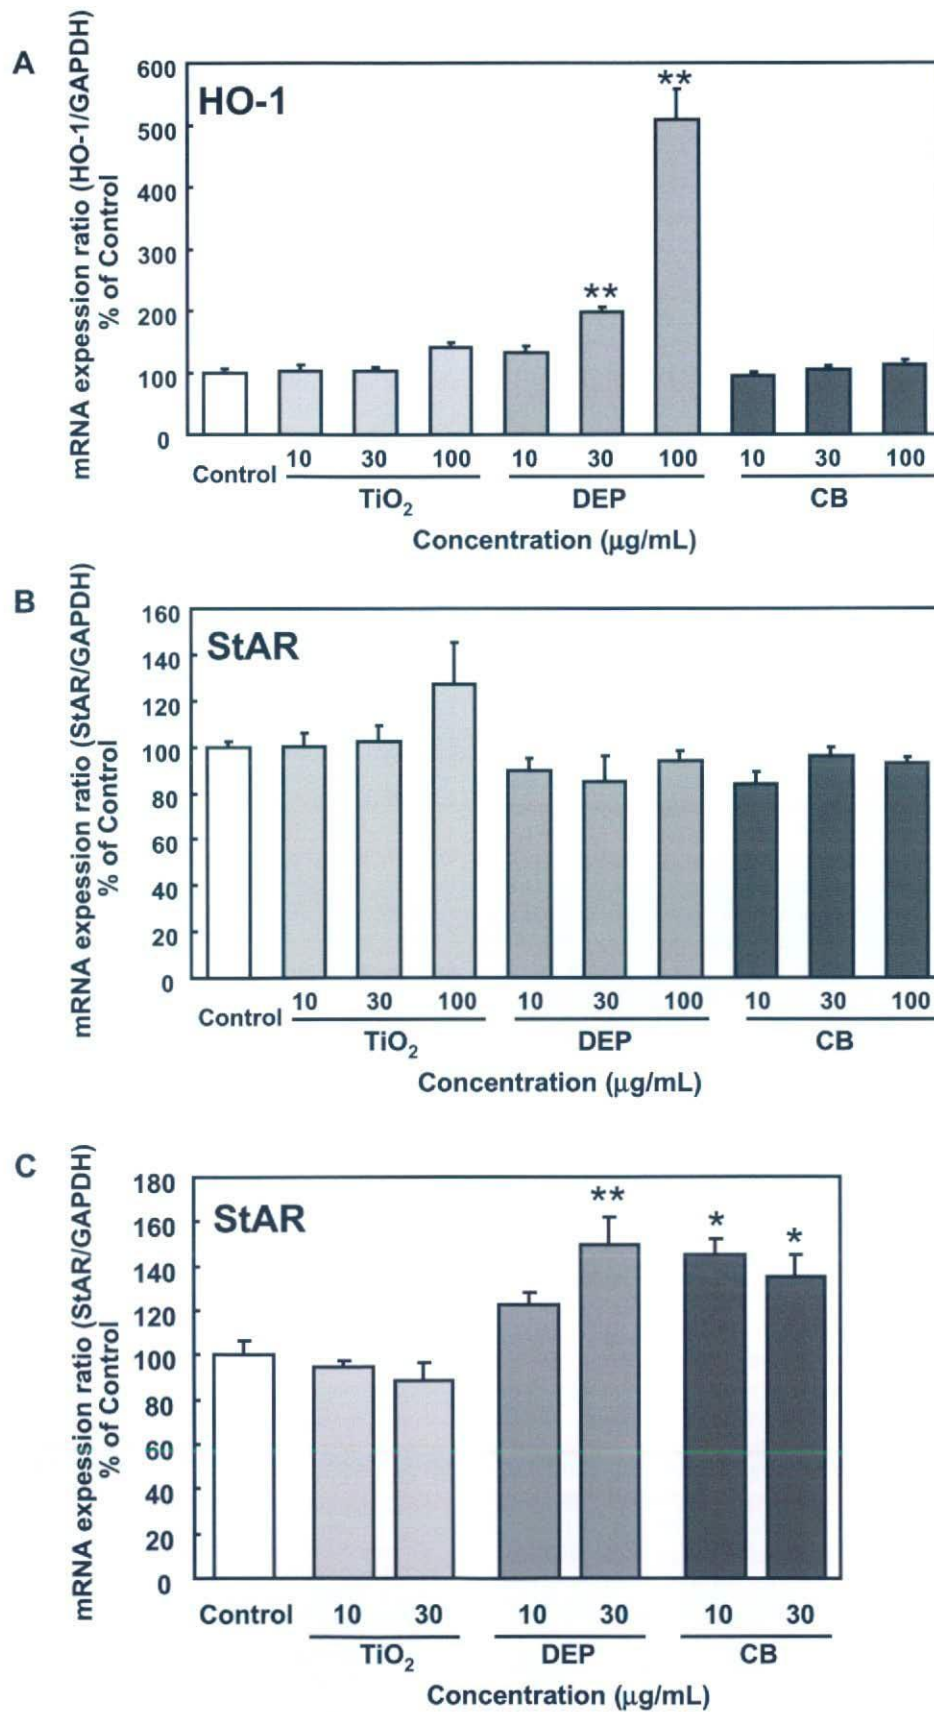 A
mRNA expession ratio (HO-1/GAPDH)
% of Control
600
500
400
300
200
100
0
HO-1
**
**
Control
10 30 100 10 30 100 10 30 100
TiO₂ DEP CB
Concentration (μg/mL)
B
mRNA expession ratio (StAR/GAPDH)
% of Control
160
140
120
100
80
60
40
20
0
StAR
Control
10 30 100 10 30 100 10 30 100
TiO₂ DEP CB
Concentration (μg/mL)
C
mRNA expession ratio (StAR/GAPDH)
% of Control
180
160
140
120
100
80
60
40
20
0
StAR
**
*
*
Control 10 30 10 30 10 30
TiO₂ DEP CB
Concentration (μg/mL)